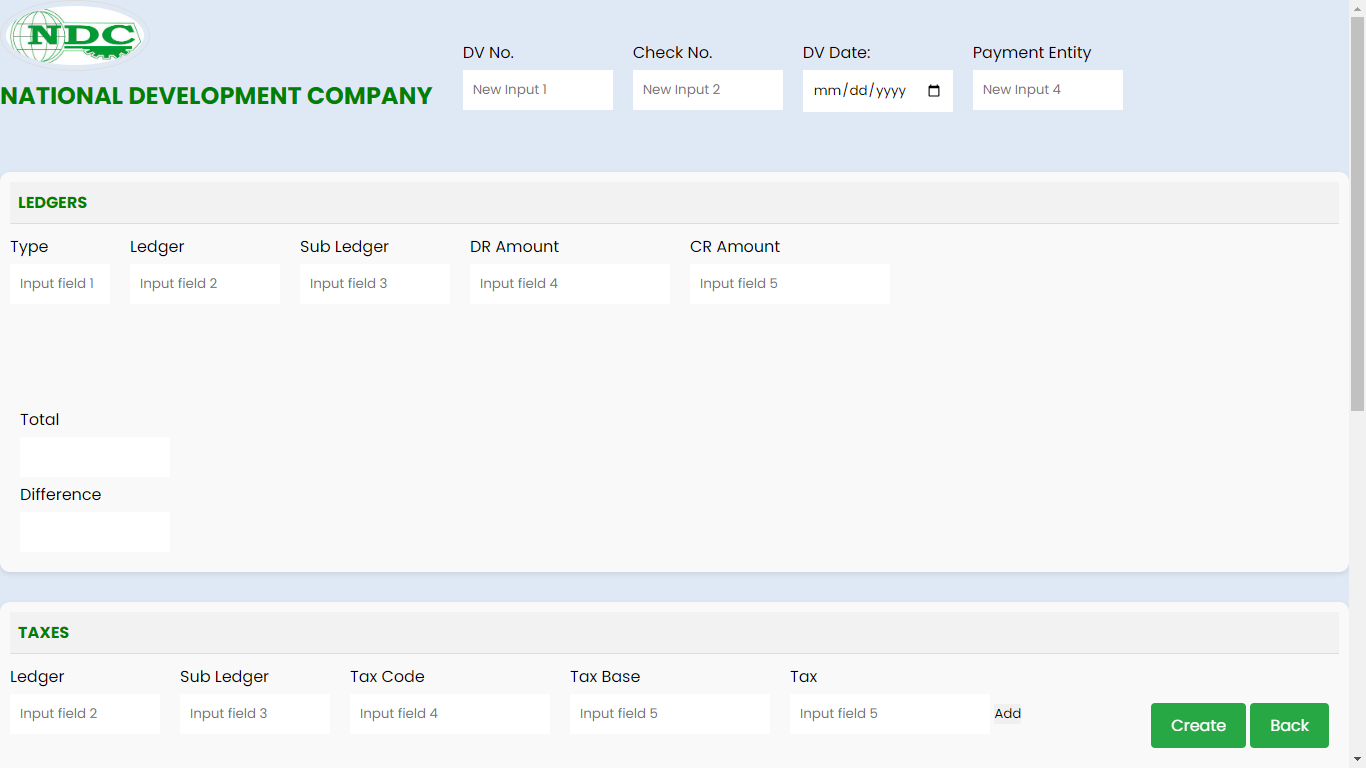 NDC
NATIONAL DEVELOPMENT COMPANY
DV No. Check No. DV Date: Payment Entity
New Input 1 New Input 2 mm/dd/yyyy New Input 4
LEDGERS
Type Ledger Sub Ledger DR Amount CR Amount
Input field 1 Input field 2 Input field 3 Input field 4 Input field 5
Total
Difference
TAXES
Ledger Sub Ledger Tax Code Tax Base Tax
Input field 2 Input field 3 Input field 4 Input field 5 Input field 5 Add
Create Back